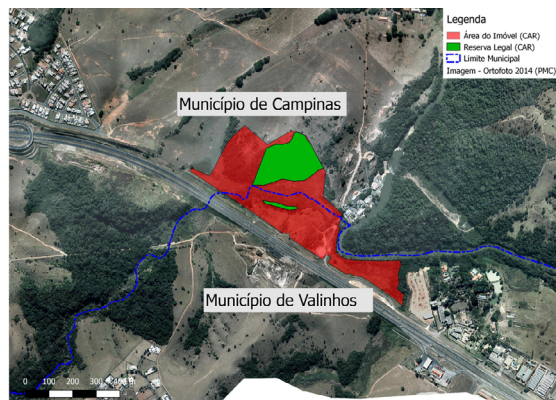 Legenda
Área do Imóvel (CAR)
Reserva Legal (CAR)
Limite Municipal
Imagem - Ortofoto 2014 (PMC)
Município de Campinas
Município de Valinhos
0 100 200 300 400 m